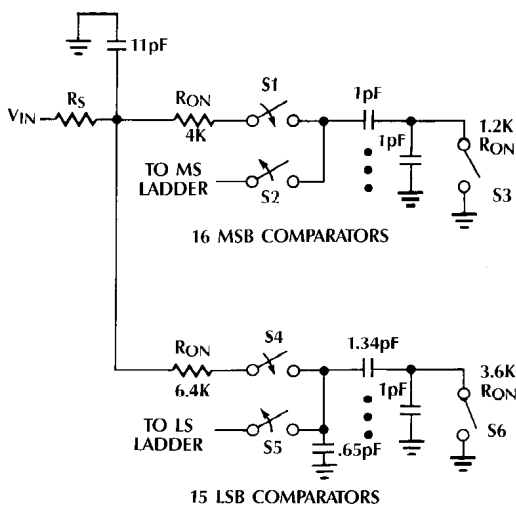 11pF
VIN
RS
RON
4K
S1
1pF
1pF
1.2K
RON
TO MS
LADDER
S2
S3
16 MSB COMPARATORS
RON
6.4K
S4
1.34pF
1pF
3.6K
RON
TO LS
LADDER
S5
.65pF
S6
15 LSB COMPARATORS